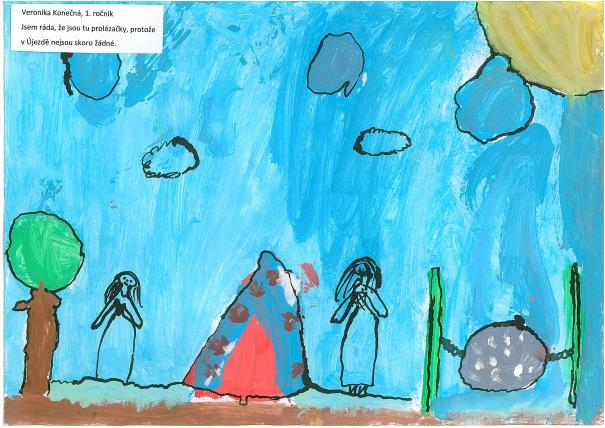 Veronika Konečná, 1. ročník
Jsem ráda, že jsou tu prolézačky, protože
v Újezdě nejsou skoro žádné.